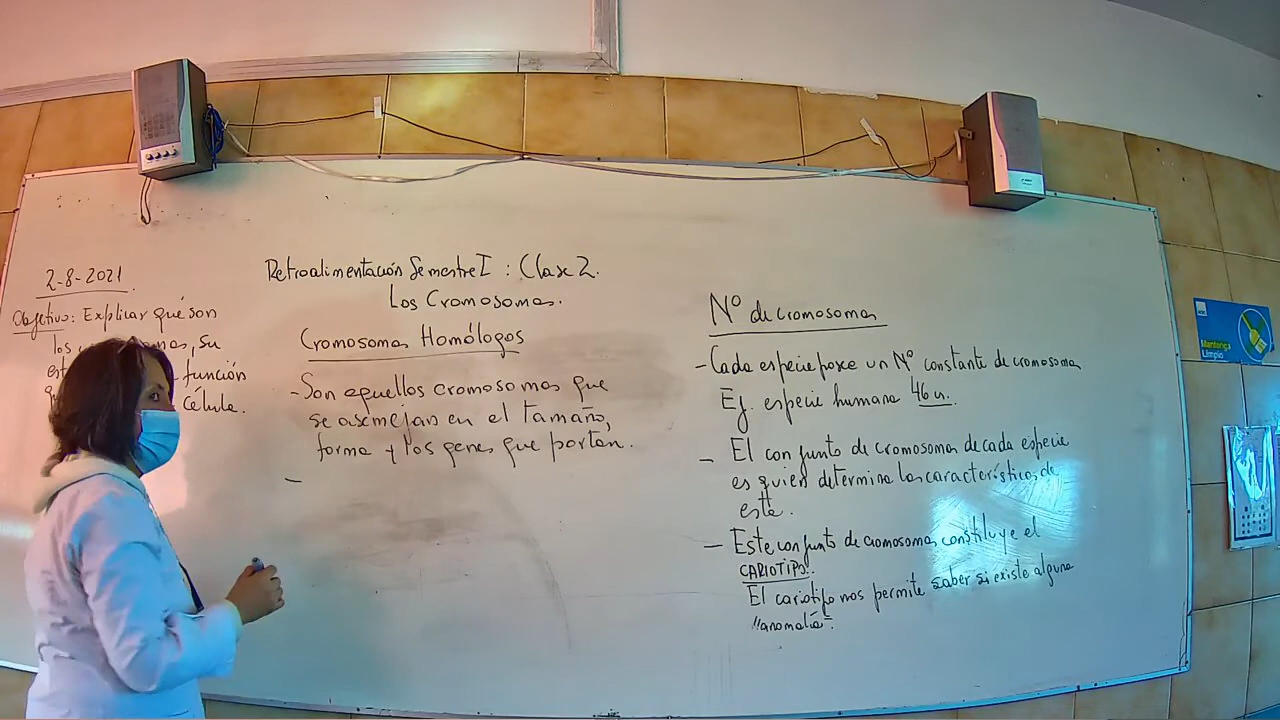 2-8-2021
Objetivo: Explicar qué son
los su
función
célula.
Retroalimentación Semestre I : Clase 2.
Los Cromosomas.
Cromosomas Homólogos
- Son aquellos cromosomas que
se asemejan en el tamaño,
forma y los genes que portan.
-
Nº de cromosomas
- Cada especie posee un Nº constante de cromosomas
Ej. especie humana 46 u.
- El conjunto de cromosomas de cada especie
es quien determina las características de
esta.
- Este conjunto de cromosomas constituye el
CARIOTIPO.
El cariotipo nos permite saber si existe alguna
"anomalía".
Mantenga
Limpio